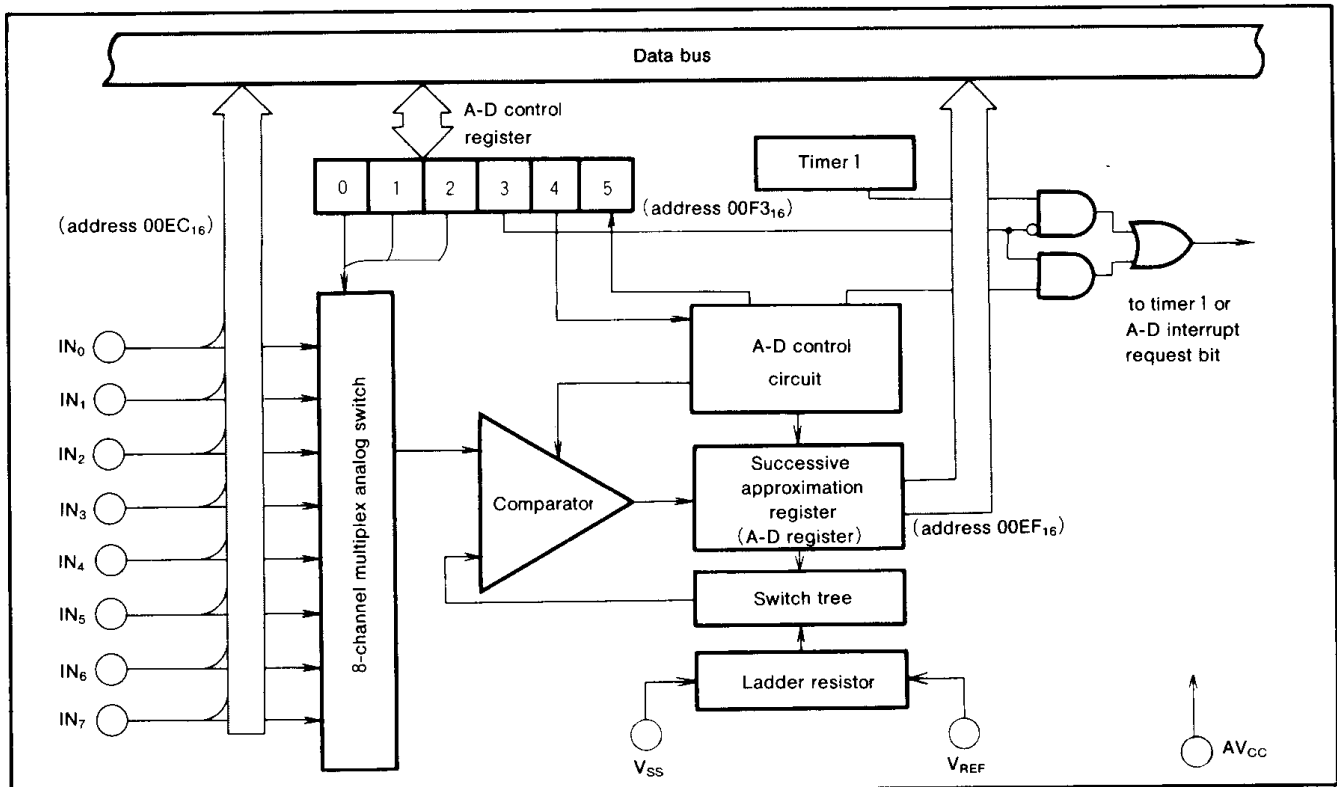 Data bus
A-D control
register
0 1 2 3 4 5
Timer 1
(address 00EC₁₆)
(address 00F3₁₆)
to timer 1 or
A-D interrupt
request bit
IN₀
IN₁
IN₂
IN₃
IN₄
IN₅
IN₆
IN₇
8-channel multiplex analog switch
Comparator
A-D control
circuit
Successive
approximation
register
(A-D register)
(address 00EF₁₆)
Switch tree
Ladder resistor
V_SS
V_REF
AV_CC